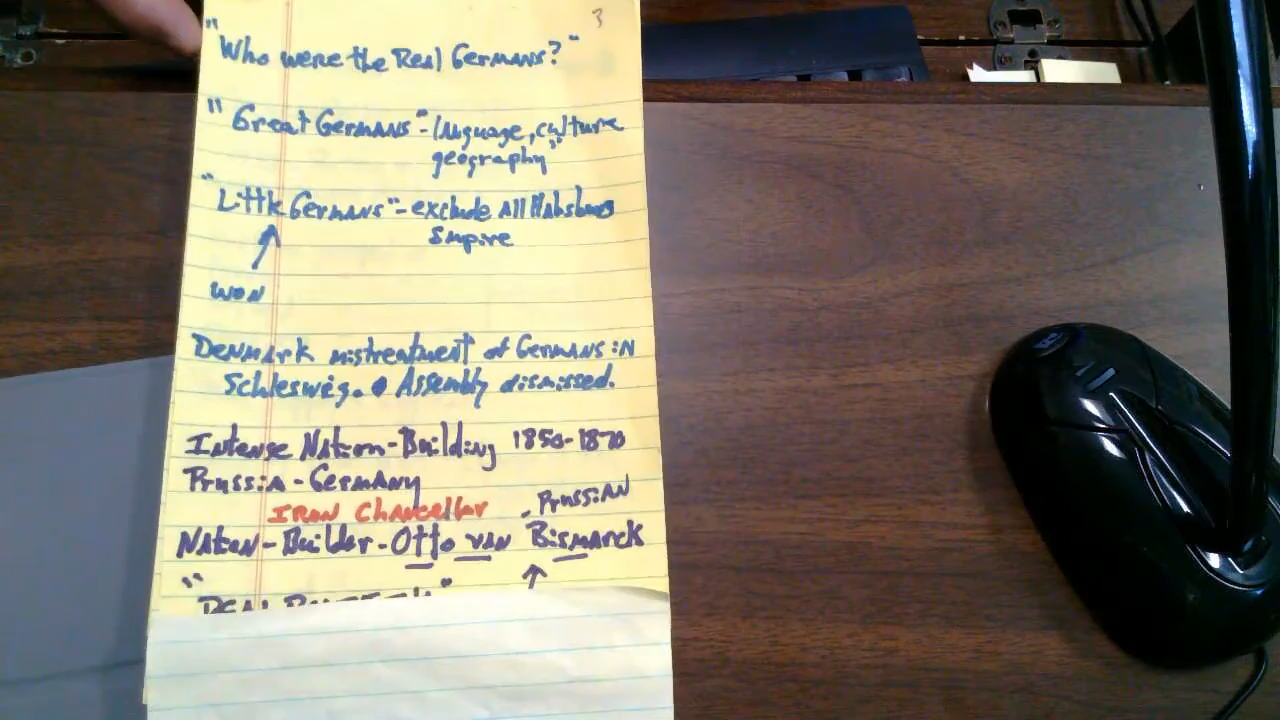 3
"Who were the Real Germans?"
"Great Germans" - language, culture
geography"
"Little Germans" - exclude all Habsburg
Empire
WON
Denmark mistreatment of Germans in
Schleswig. Assembly dismissed.
Intense Nation-Building 1850-1870
Prussia - Germany
IRON Chancellor
Prussian
Nation-Builder - Otto van Bismarck